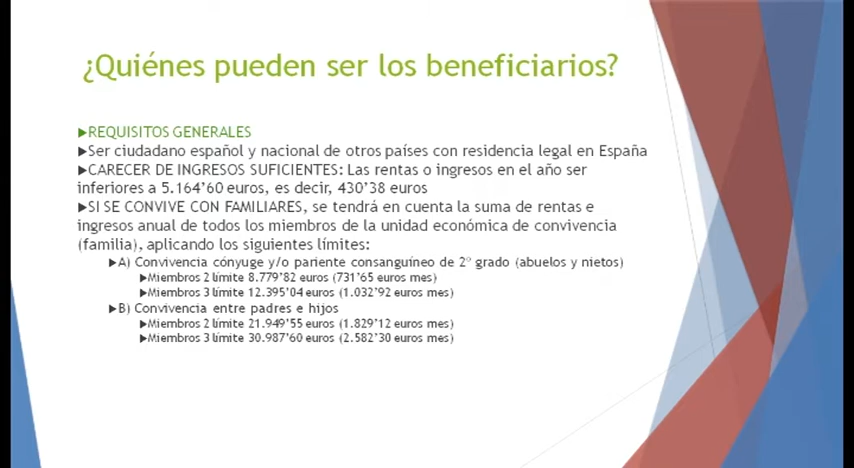 ¿Quiénes pueden ser los beneficiarios?
REQUISITOS GENERALES
Ser ciudadano español y nacional de otros países con residencia legal en España
CARECER DE INGRESOS SUFICIENTES: Las rentas o ingresos en el año ser
inferiores a 5.164’60 euros, es decir, 430’38 euros
SI SE CONVIVE CON FAMILIARES, se tendrá en cuenta la suma de rentas e
ingresos anual de todos los miembros de la unidad económica de convivencia
(familia), aplicando los siguientes límites:
A) Convivencia cónyuge y/o pariente consanguíneo de 2º grado (abuelos y nietos)
Miembros 2 límite 8.779’82 euros (731’65 euros mes)
Miembros 3 límite 12.395’04 euros (1.032’92 euros mes)
B) Convivencia entre padres e hijos
Miembros 2 límite 21.949’55 euros (1.829’12 euros mes)
Miembros 3 límite 30.987’60 euros (2.582’30 euros mes)